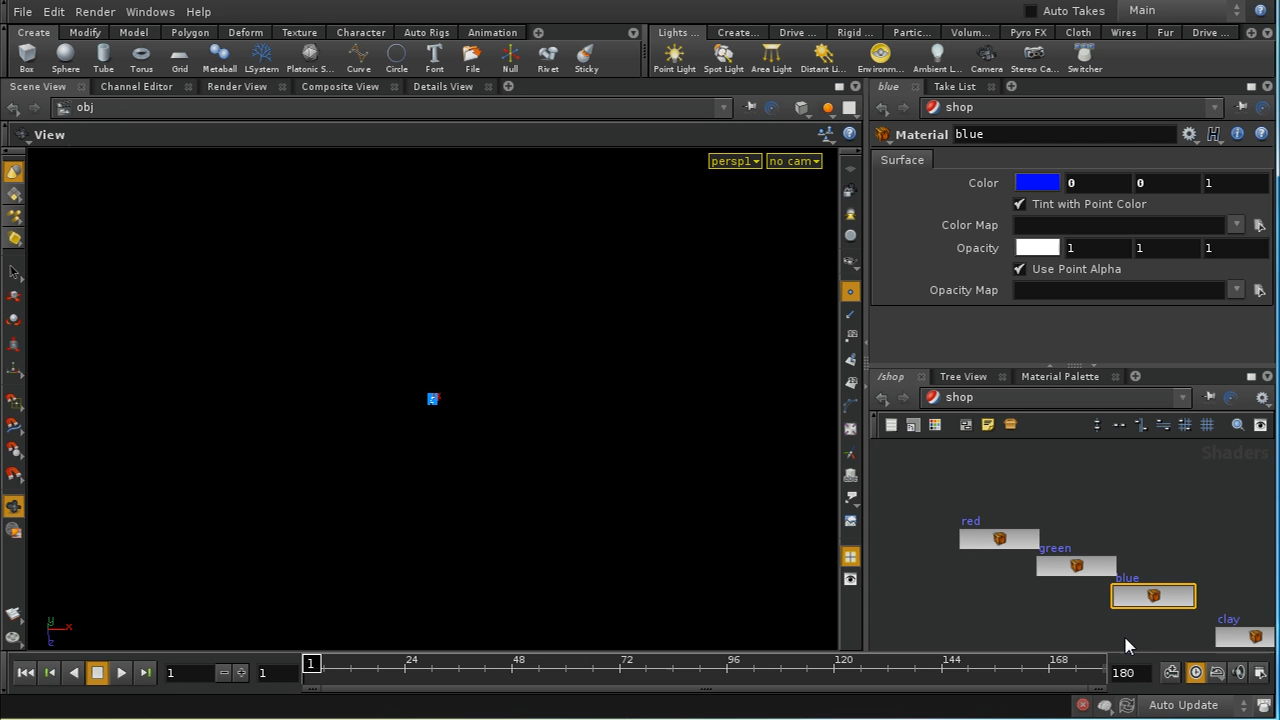 File Edit Render Windows Help Auto Takes Main
Create Modify Model Polygon Deform Texture Character Auto Rigs Animation Lights ... Create... Drive ... Rigid ... Partic... Volum... Pyro FX Cloth Wires Fur Drive ...
Box Sphere Tube Torus Grid Metaball LSystem Platonic S... Curve Circle Font File Null Rivet Sticky Point Light Spot Light Area Light Distant Li... Environm... Ambient L... Camera Stereo Ca... Switcher
Scene View Channel Editor Render View Composite View Details View
obj
View
persp1 no cam
blue Take List
shop
Material blue
Surface
Color 0 0 1
Tint with Point Color
Color Map
Opacity 1 1 1
Use Point Alpha
Opacity Map
/shop Tree View Material Palette
shop
Shaders
red
green
blue
clay
y x z
1 1 1 24 48 72 96 120 144 168 180
Auto Update